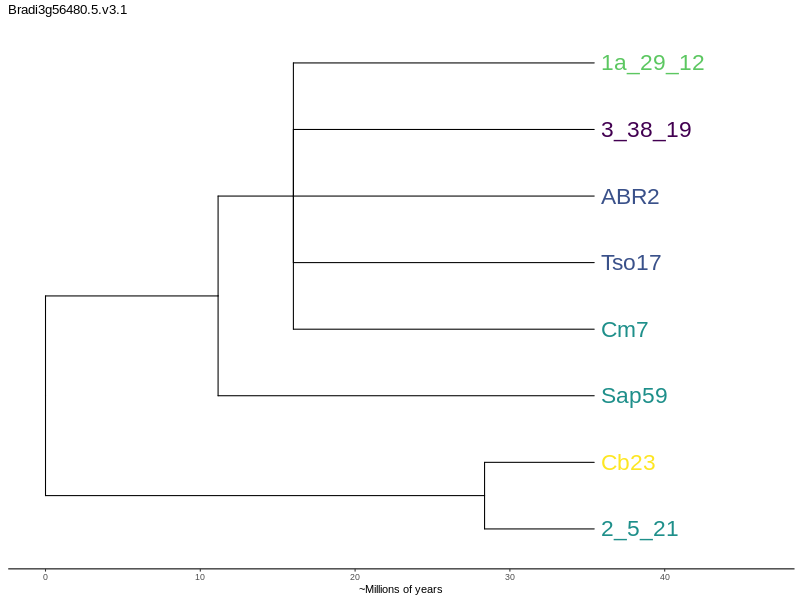 Bradi3g56480.5.v3.1
1a_29_12
3_38_19
ABR2
Tso17
Cm7
Sap59
Cb23
2_5_21
0 10 20 30 40
~Millions of years